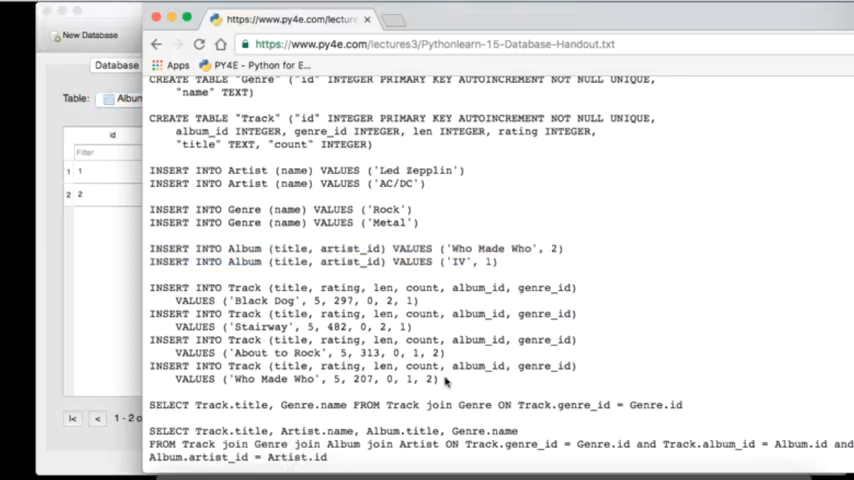 https://www.py4e.com/lecture
New Database
https://www.py4e.com/lectures3/Pythonlearn-15-Database-Handout.txt
Apps PY4E - Python for E...
Database
Table: Album
id
Filter
1 1
2 2
1 - 2 o
CREATE TABLE "Genre" ("id" INTEGER PRIMARY KEY AUTOINCREMENT NOT NULL UNIQUE,
"name" TEXT)
CREATE TABLE "Track" ("id" INTEGER PRIMARY KEY AUTOINCREMENT NOT NULL UNIQUE,
album_id INTEGER, genre_id INTEGER, len INTEGER, rating INTEGER,
"title" TEXT, "count" INTEGER)
INSERT INTO Artist (name) VALUES ('Led Zepplin')
INSERT INTO Artist (name) VALUES ('AC/DC')
INSERT INTO Genre (name) VALUES ('Rock')
INSERT INTO Genre (name) VALUES ('Metal')
INSERT INTO Album (title, artist_id) VALUES ('Who Made Who', 2)
INSERT INTO Album (title, artist_id) VALUES ('IV', 1)
INSERT INTO Track (title, rating, len, count, album_id, genre_id)
VALUES ('Black Dog', 5, 297, 0, 2, 1)
INSERT INTO Track (title, rating, len, count, album_id, genre_id)
VALUES ('Stairway', 5, 482, 0, 2, 1)
INSERT INTO Track (title, rating, len, count, album_id, genre_id)
VALUES ('About to Rock', 5, 313, 0, 1, 2)
INSERT INTO Track (title, rating, len, count, album_id, genre_id)
VALUES ('Who Made Who', 5, 207, 0, 1, 2)
SELECT Track.title, Genre.name FROM Track join Genre ON Track.genre_id = Genre.id
SELECT Track.title, Artist.name, Album.title, Genre.name
FROM Track join Genre join Album join Artist ON Track.genre_id = Genre.id and Track.album_id = Album.id and
Album.artist_id = Artist.id